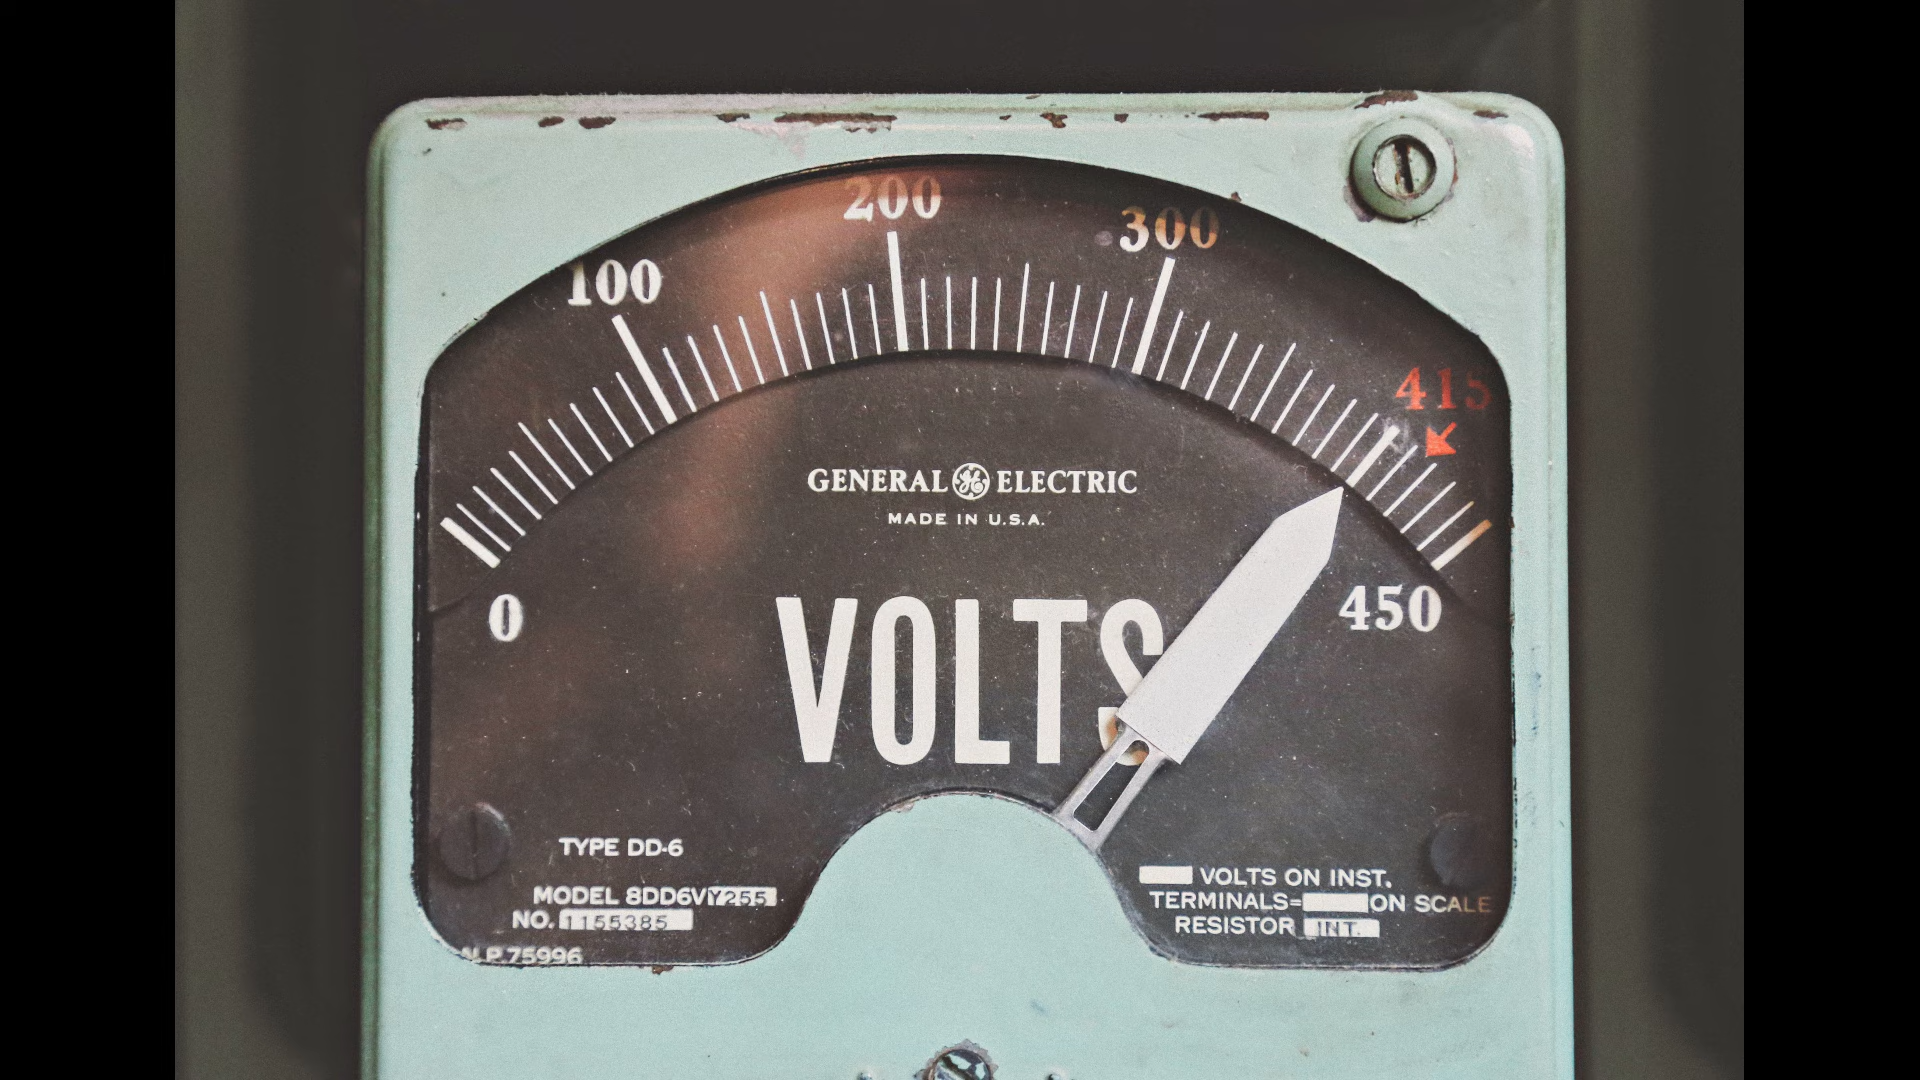 100 200 300
415
GENERAL GE ELECTRIC
MADE IN U.S.A.
0 450
VOLTS
TYPE DD-6
MODEL 8DD6VY255
NO. 1155385
N.P. 75996
VOLTS ON INST.
TERMINALS= ON SCALE
RESISTOR INT.